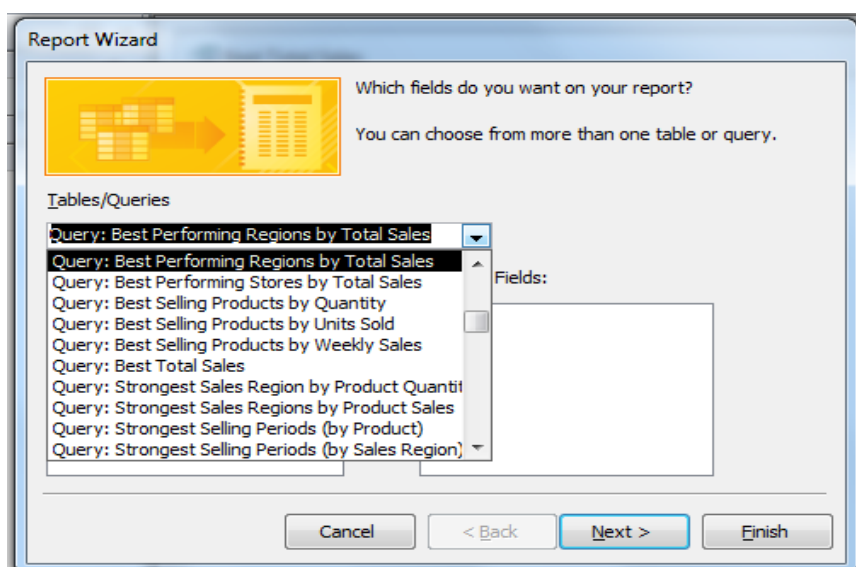 Report Wizard
Which fields do you want on your report?
You can choose from more than one table or query.
Tables/Queries
Query: Best Performing Regions by Total Sales
Query: Best Performing Regions by Total Sales
Query: Best Performing Stores by Total Sales
Fields:
Query: Best Selling Products by Quantity
Query: Best Selling Products by Units Sold
Query: Best Selling Products by Weekly Sales
Query: Best Total Sales
Query: Strongest Sales Region by Product Quantit
Query: Strongest Sales Regions by Product Sales
Query: Strongest Selling Periods (by Product)
Query: Strongest Selling Periods (by Sales Region)
Cancel < Back Next > Finish